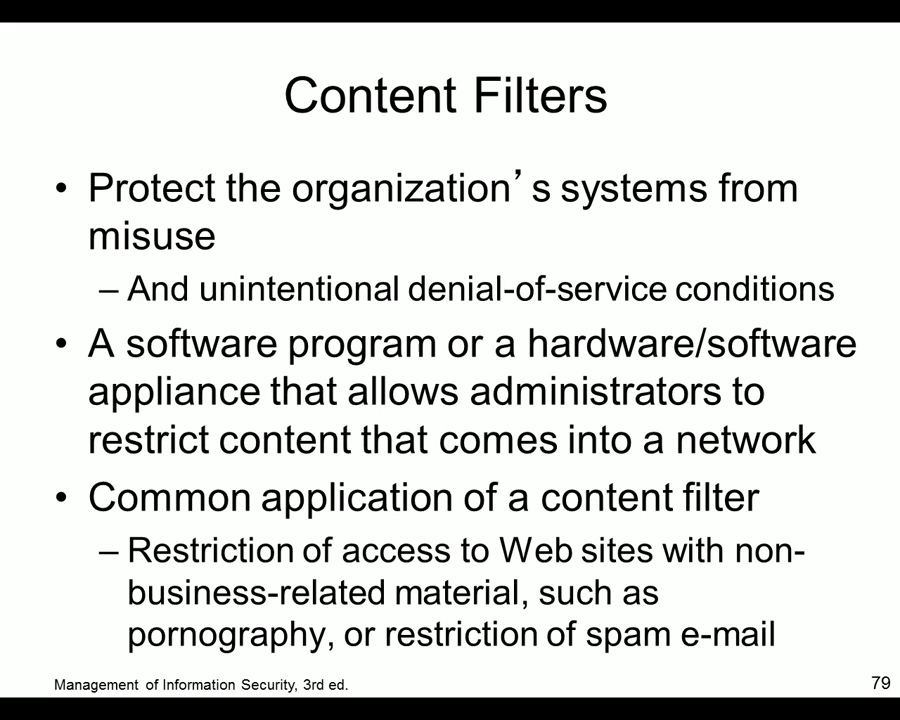 Content Filters
• Protect the organization’s systems from
misuse
– And unintentional denial-of-service conditions
• A software program or a hardware/software
appliance that allows administrators to
restrict content that comes into a network
• Common application of a content filter
– Restriction of access to Web sites with non-
business-related material, such as
pornography, or restriction of spam e-mail
Management of Information Security, 3rd ed.
79